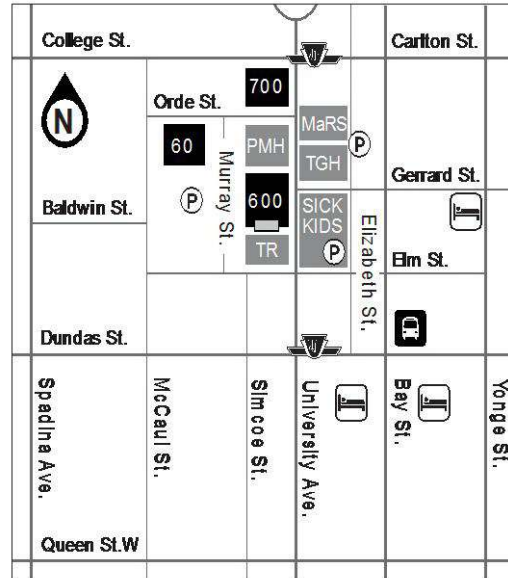 College St.
Carlton St.
700
Orde St.
N
MaRS
60
PMH
P
TGH
Murray St.
Gerrard St.
P
600
SICK
KIDS
Baldwin St.
P
TR
Elizabeth St.
Elm St.
Dundas St.
Spadina Ave.
McCaul St.
Simcoe St.
University Ave.
Bay St.
Yonge St.
Queen St.W